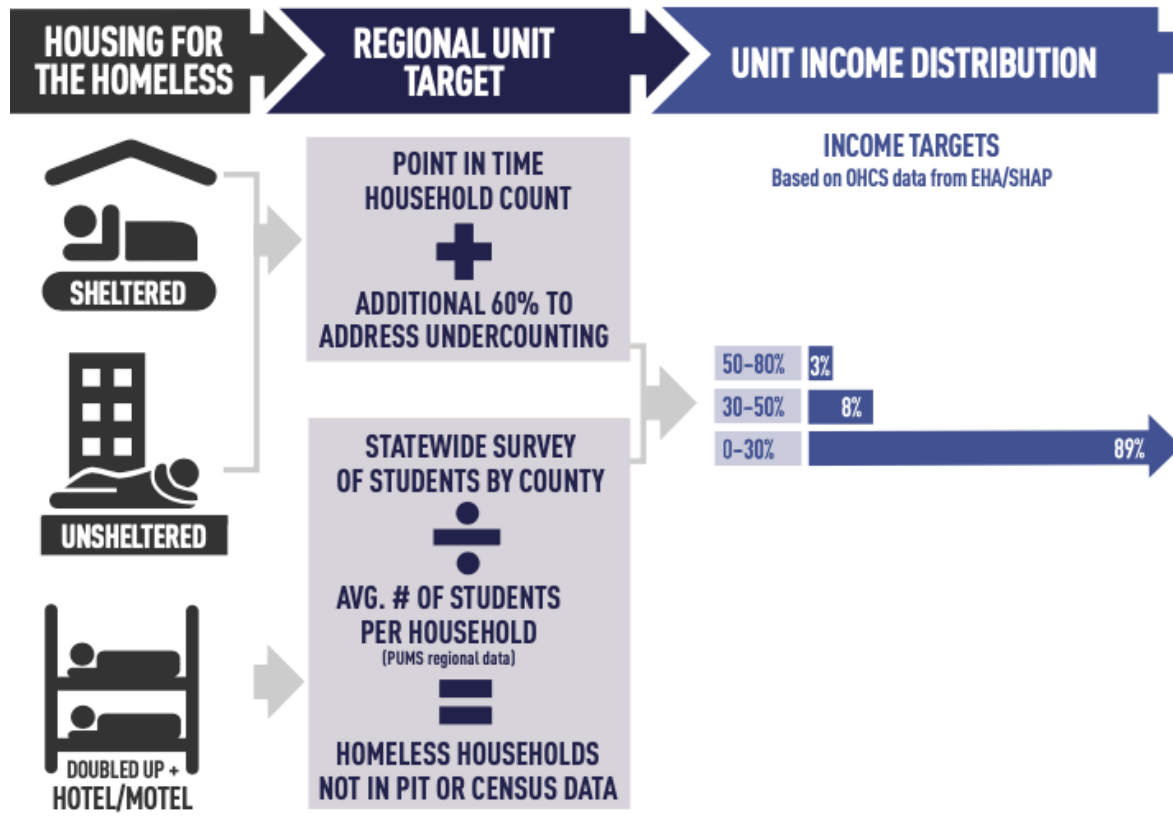 HOUSING FOR
THE HOMELESS
REGIONAL UNIT
TARGET
UNIT INCOME DISTRIBUTION
SHELTERED
UNSHELTERED
DOUBLED UP +
HOTEL/MOTEL
POINT IN TIME
HOUSEHOLD COUNT
+
ADDITIONAL 60% TO
ADDRESS UNDERCOUNTING
STATEWIDE SURVEY
OF STUDENTS BY COUNTY
÷
AVG. # OF STUDENTS
PER HOUSEHOLD
(PUMS regional data)
=
HOMELESS HOUSEHOLDS
NOT IN PIT OR CENSUS DATA
INCOME TARGETS
Based on OHCS data from EHA/SHAP
50–80% 3%
30–50% 8%
0–30% 89%